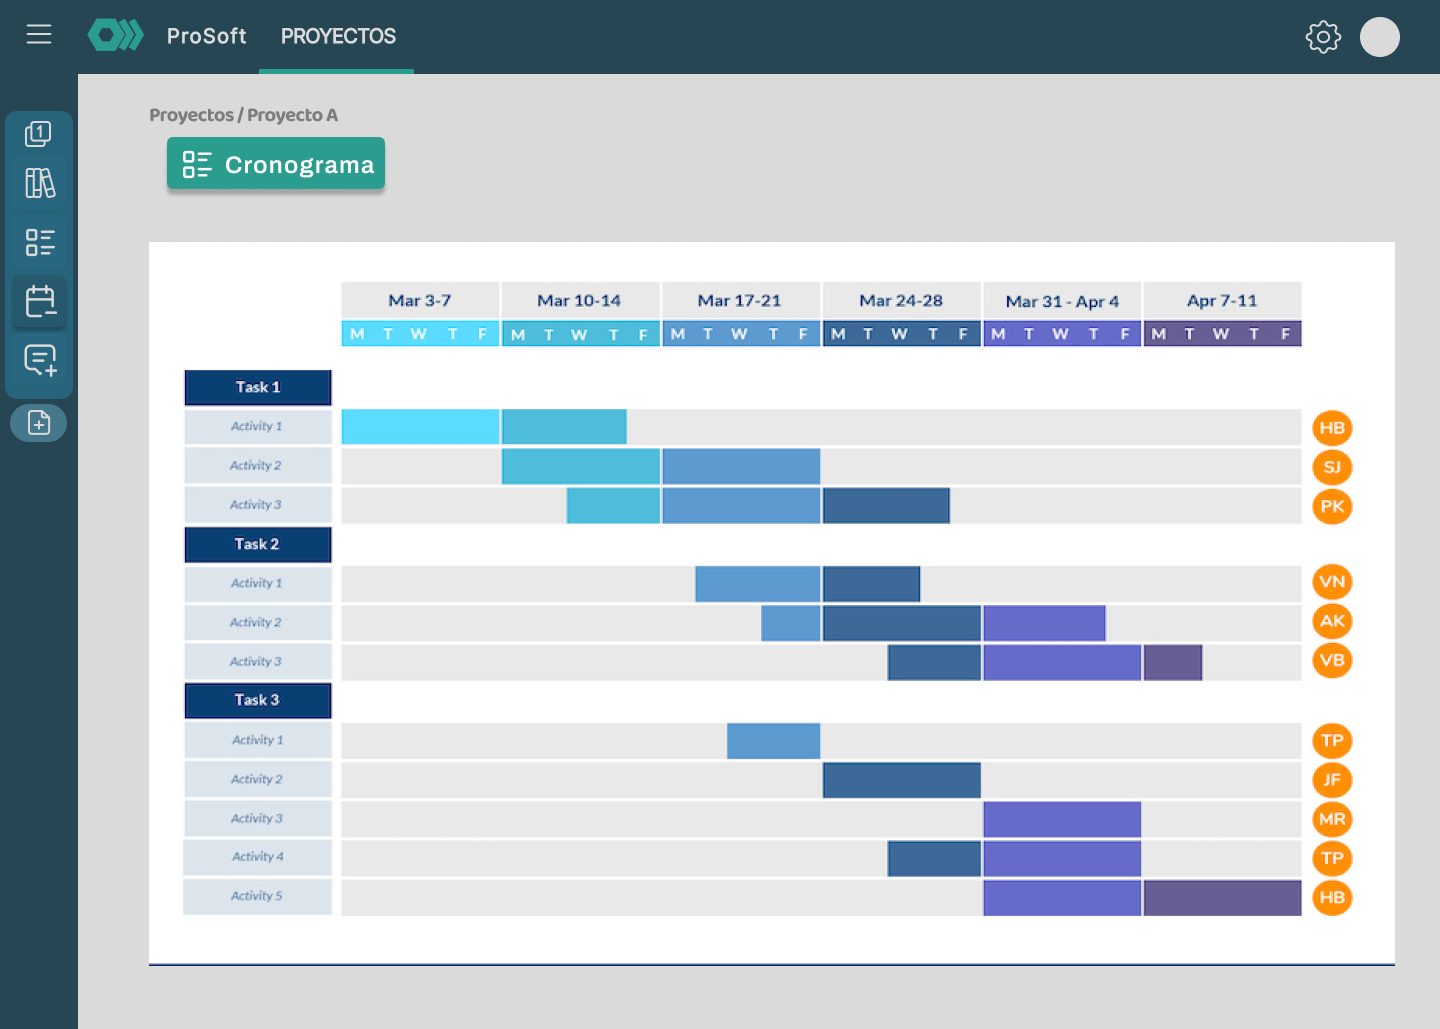 ProSoft PROYECTOS
Proyectos / Proyecto A
1
Cronograma
Mar 3-7 Mar 10-14 Mar 17-21 Mar 24-28 Mar 31 - Apr 4 Apr 7-11
M T W T F M T W T F M T W T F M T W T F M T W T F M T W T F
Task 1
Activity 1 HB
Activity 2 SJ
Activity 3 PK
Task 2
Activity 1 VN
Activity 2 AK
Activity 3 VB
Task 3
Activity 1 TP
Activity 2 JF
Activity 3 MR
Activity 4 TP
Activity 5 HB